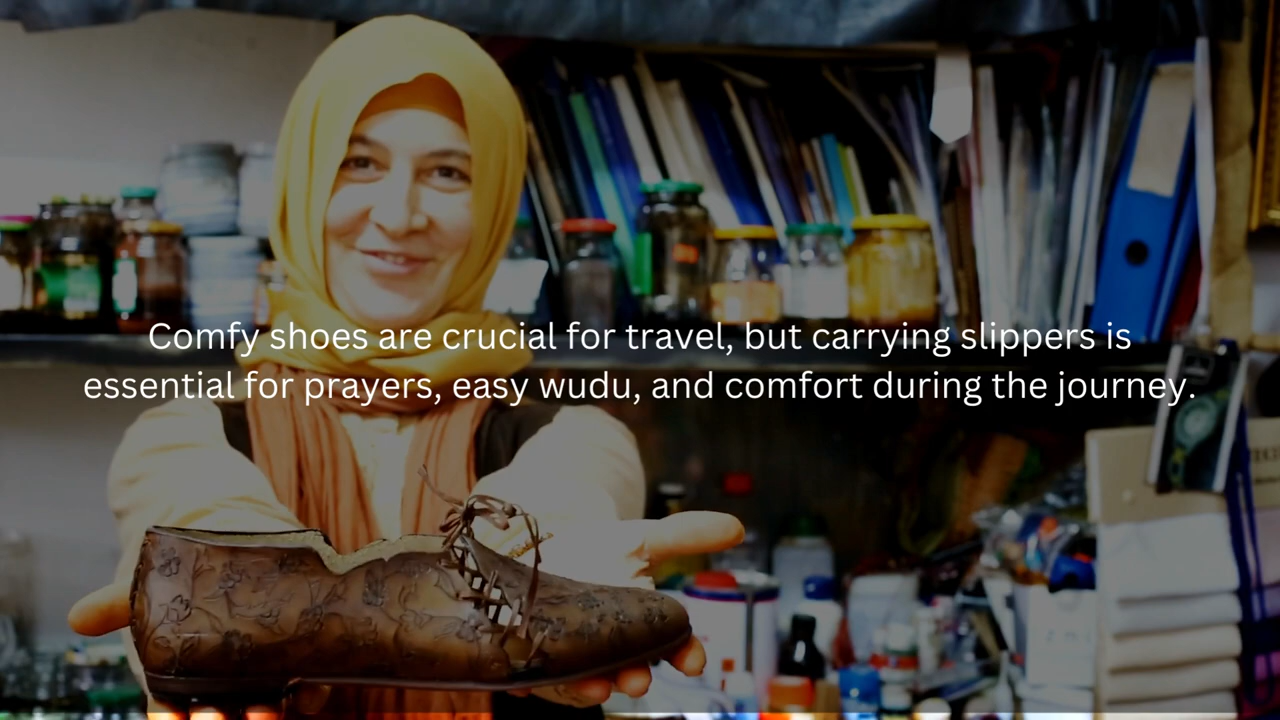 Comfy shoes are crucial for travel, but carrying slippers is
essential for prayers, easy wudu, and comfort during the journey.